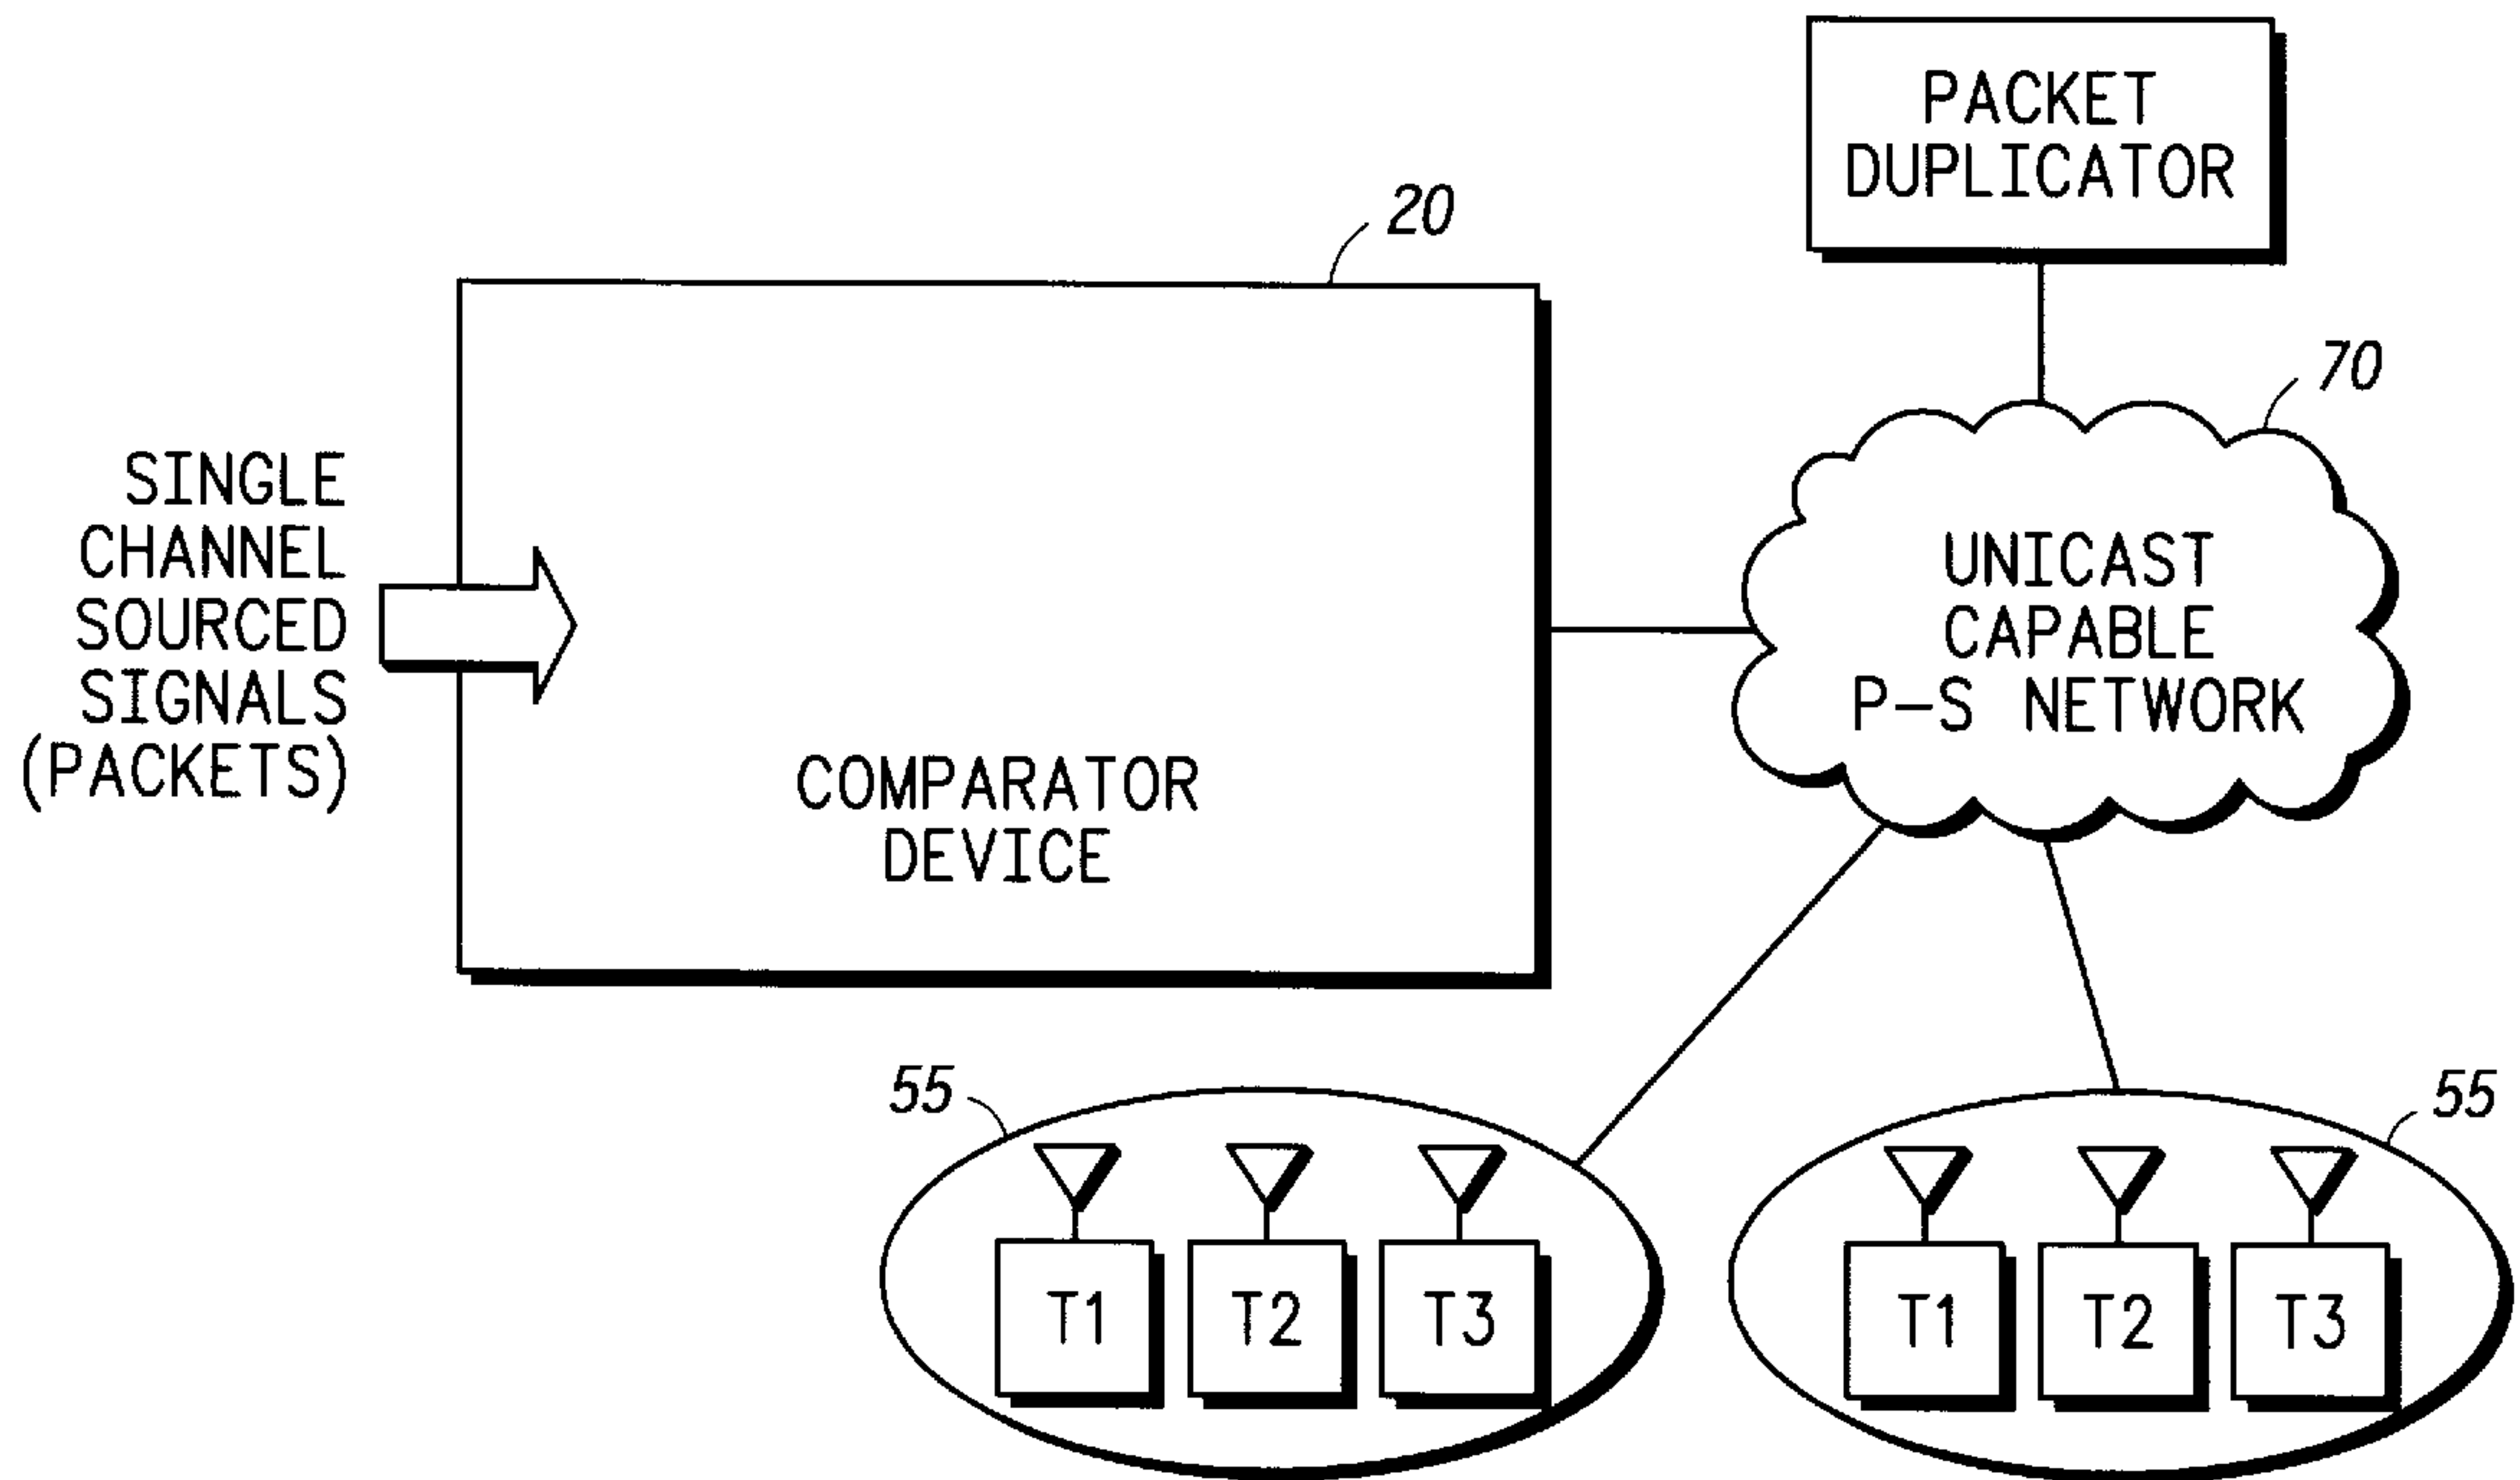 PACKET
DUPLICATOR
20
70
SINGLE
CHANNEL
SOURCED
SIGNALS
(PACKETS)
COMPARATOR
DEVICE
UNICAST
CAPABLE
P-S NETWORK
55
T1 T2 T3
55
T1 T2 T3